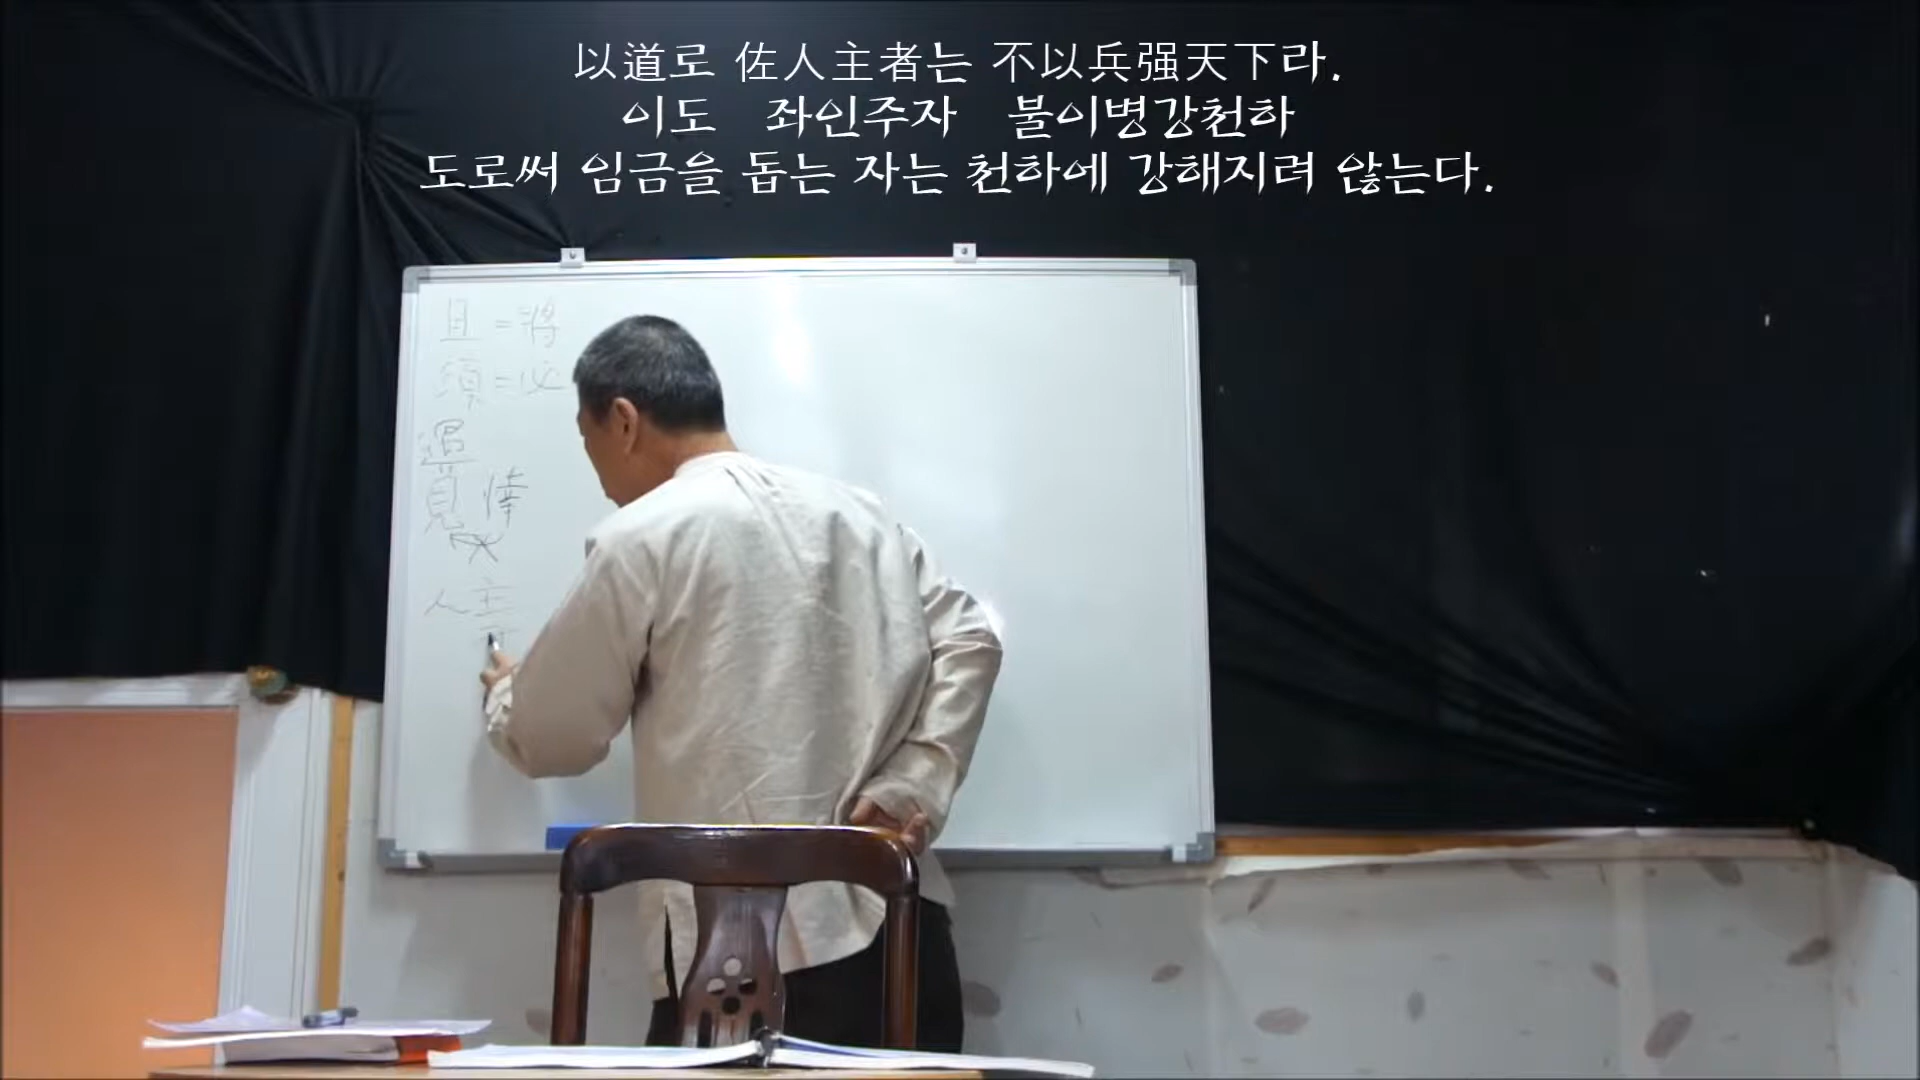 以道로 佐人主者는 不以兵强天下라.
이도 좌인주자 불이병강천하
도로써 임금을 돕는 자는 천하에 강해지려 않는다.
且 = 將
須 = 必
人主